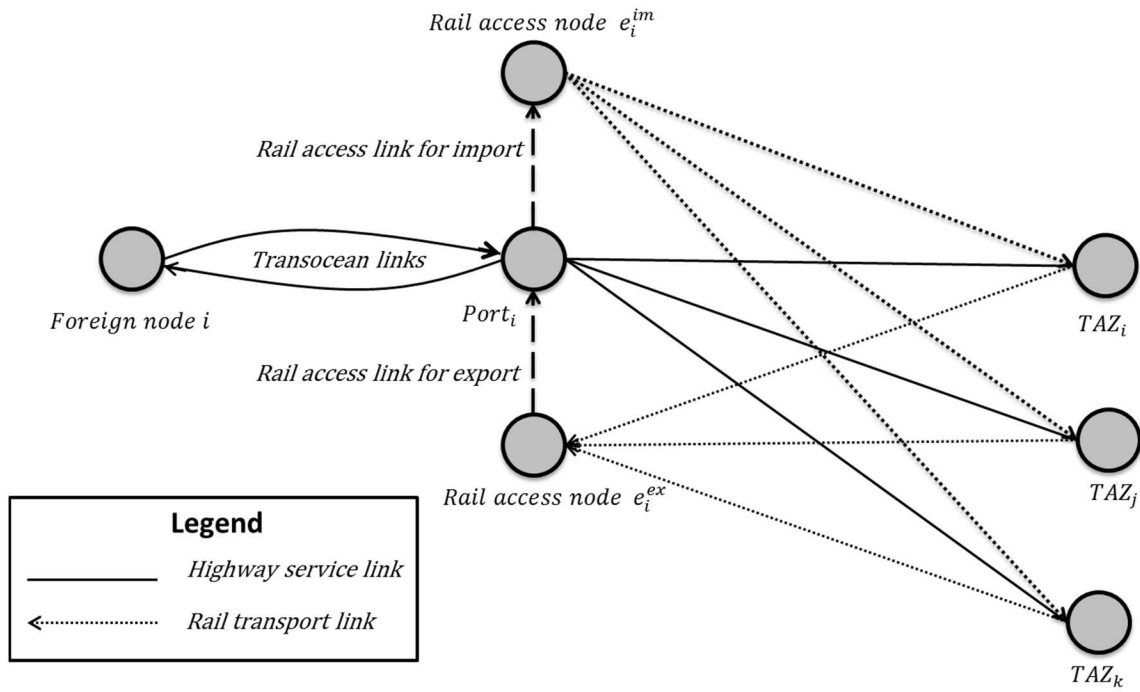 Rail access node e_i^{im}
Rail access link for import
Transocean links
Foreign node i
Port_i
TAZ_i
Rail access link for export
TAZ_j
Rail access node e_i^{ex}
Legend
Highway service link
Rail transport link
TAZ_k